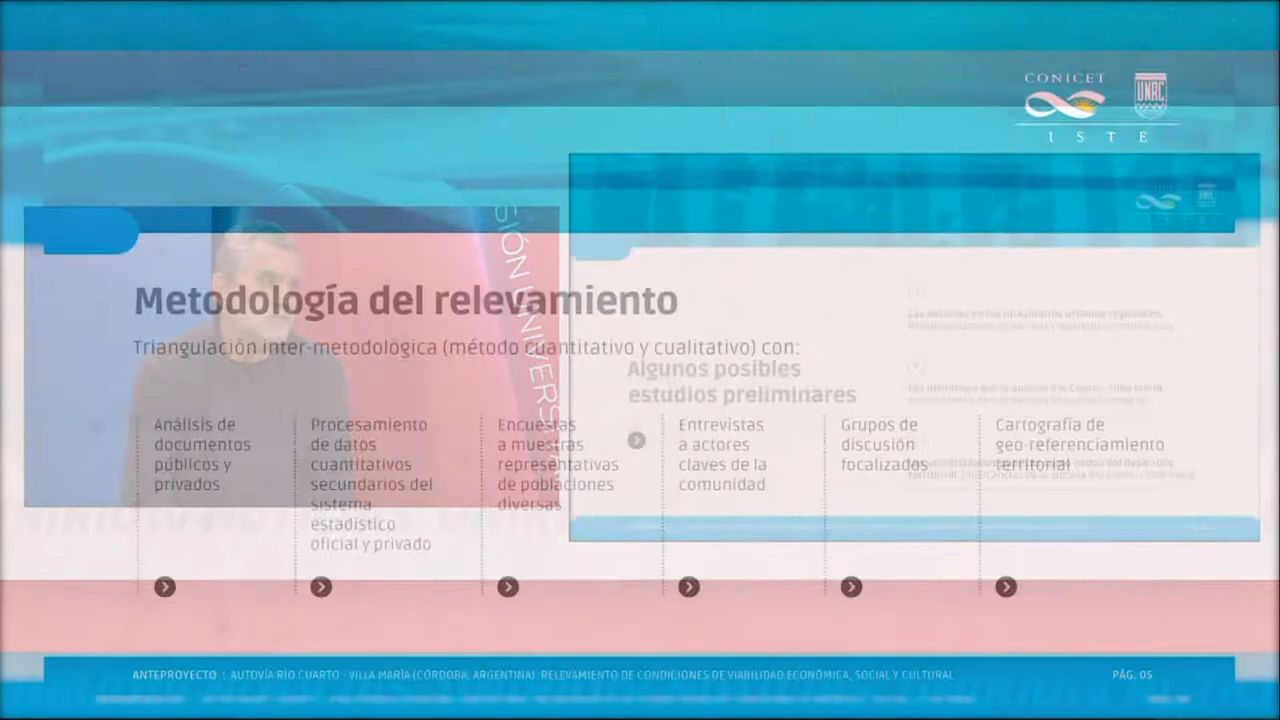 CONICET
UNRC
I S T E
SIÓN UNIVERSI
Metodología del relevamiento
Triangulación inter-metodológica (método cuantitativo y cualitativo) con:
Algunos posibles
estudios preliminares
Análisis de
documentos
públicos y
privados
Procesamiento
de datos
cuantitativos
secundarios del
sistema
estadístico
oficial y privado
Encuestas
a muestras
representativas
de poblaciones
diversas
Entrevistas
a actores
claves de la
comunidad
Grupos de
discusión
focalizados
Cartografía de
geo-referenciamiento
territorial
ANTEPROYECTO | AUTOVÍA RÍO CUARTO - VILLA MARÍA (CÓRDOBA, ARGENTINA). RELEVAMIENTO DE CONDICIONES DE VIABILIDAD ECONÓMICA, SOCIAL Y CULTURAL
PÁG. 05